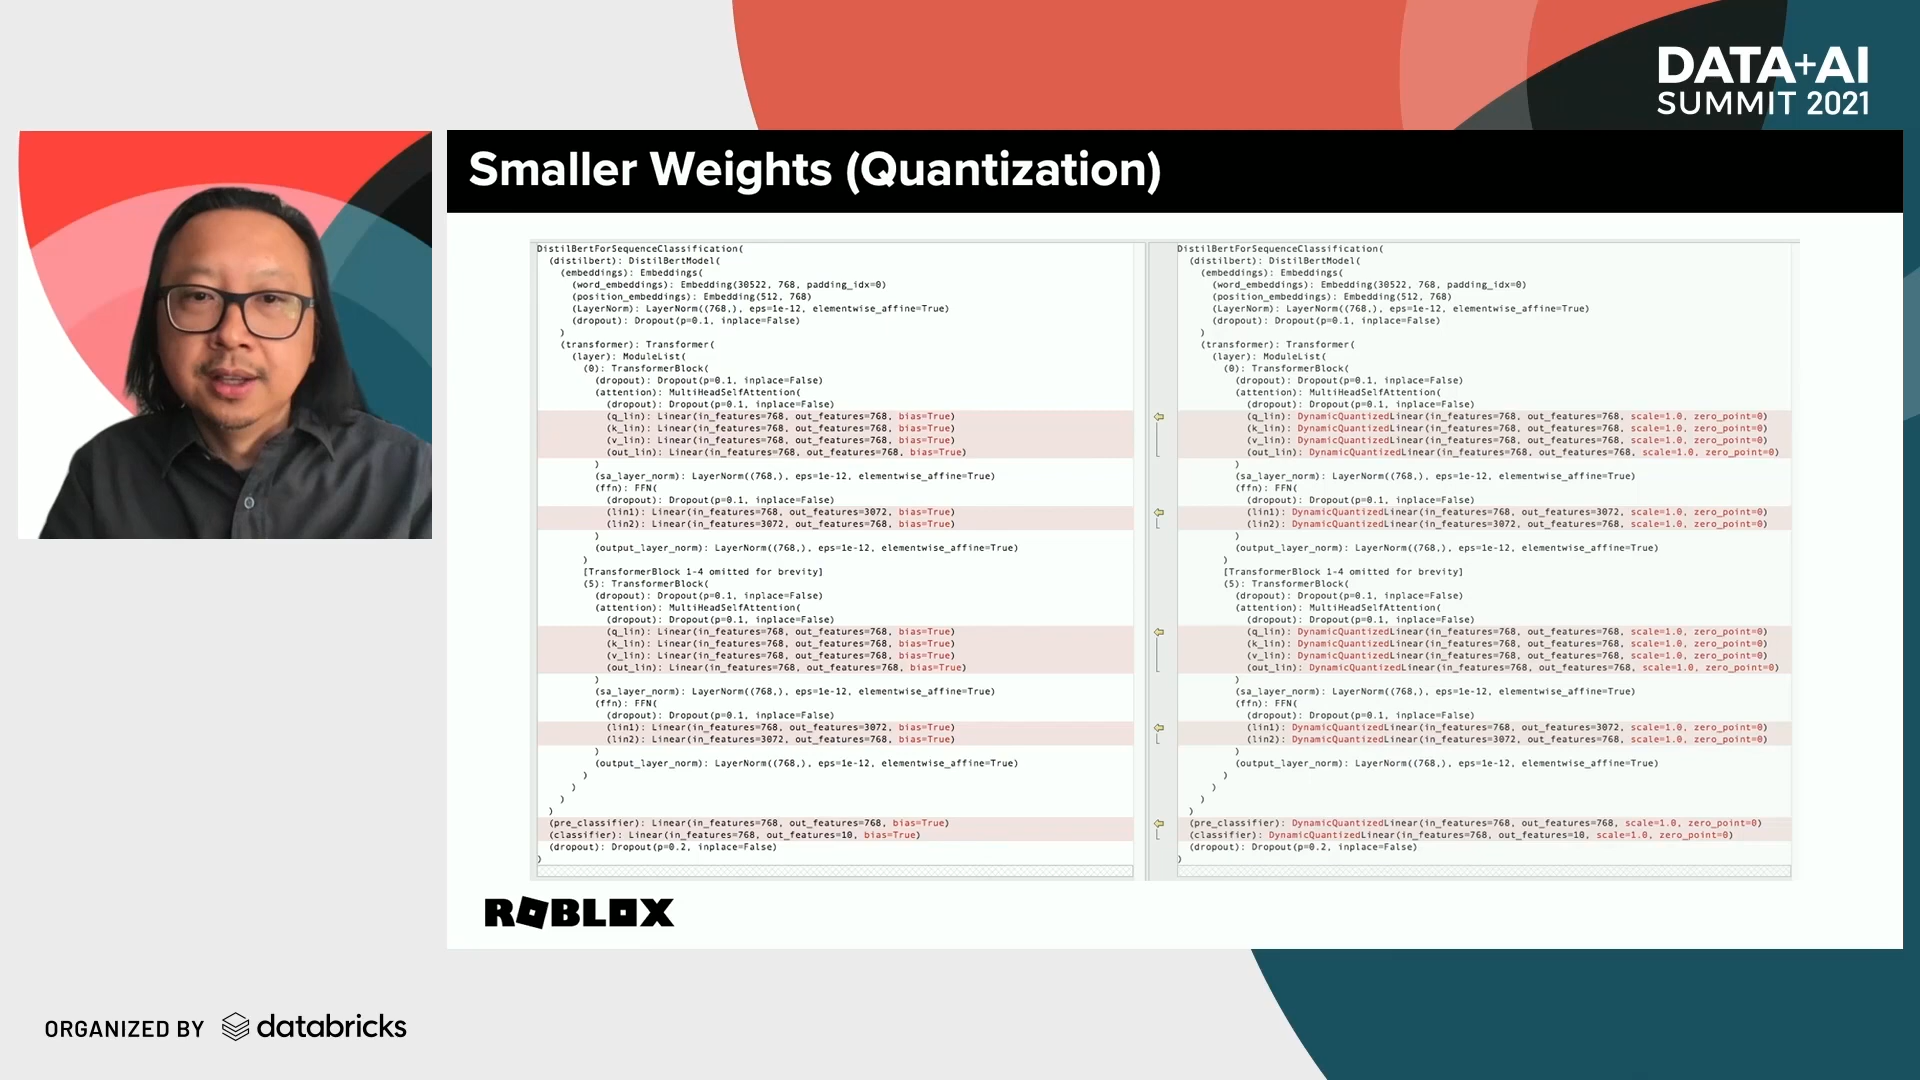 DATA+AI
SUMMIT 2021
Smaller Weights (Quantization)
DistilBertForSequenceClassification(
(distilbert): DistilBertModel(
(embeddings): Embeddings(
(word_embeddings): Embedding(30522, 768, padding_idx=0)
(position_embeddings): Embedding(512, 768)
(LayerNorm): LayerNorm((768,), eps=1e-12, elementwise_affine=True)
(dropout): Dropout(p=0.1, inplace=False)
)
(transformer): Transformer(
(layer): ModuleList(
(0): TransformerBlock(
(dropout): Dropout(p=0.1, inplace=False)
(attention): MultiHeadSelfAttention(
(dropout): Dropout(p=0.1, inplace=False)
(q_lin): Linear(in_features=768, out_features=768, bias=True)
(k_lin): Linear(in_features=768, out_features=768, bias=True)
(v_lin): Linear(in_features=768, out_features=768, bias=True)
(out_lin): Linear(in_features=768, out_features=768, bias=True)
)
(sa_layer_norm): LayerNorm((768,), eps=1e-12, elementwise_affine=True)
(ffn): FFN(
(dropout): Dropout(p=0.1, inplace=False)
(lin1): Linear(in_features=768, out_features=3072, bias=True)
(lin2): Linear(in_features=3072, out_features=768, bias=True)
)
(output_layer_norm): LayerNorm((768,), eps=1e-12, elementwise_affine=True)
)
[TransformerBlock 1-4 omitted for brevity]
(5): TransformerBlock(
(dropout): Dropout(p=0.1, inplace=False)
(attention): MultiHeadSelfAttention(
(dropout): Dropout(p=0.1, inplace=False)
(q_lin): Linear(in_features=768, out_features=768, bias=True)
(k_lin): Linear(in_features=768, out_features=768, bias=True)
(v_lin): Linear(in_features=768, out_features=768, bias=True)
(out_lin): Linear(in_features=768, out_features=768, bias=True)
)
(sa_layer_norm): LayerNorm((768,), eps=1e-12, elementwise_affine=True)
(ffn): FFN(
(dropout): Dropout(p=0.1, inplace=False)
(lin1): Linear(in_features=768, out_features=3072, bias=True)
(lin2): Linear(in_features=3072, out_features=768, bias=True)
)
(output_layer_norm): LayerNorm((768,), eps=1e-12, elementwise_affine=True)
)
)
)
)
(pre_classifier): Linear(in_features=768, out_features=768, bias=True)
(classifier): Linear(in_features=768, out_features=10, bias=True)
(dropout): Dropout(p=0.2, inplace=False)
)
DistilBertForSequenceClassification(
(distilbert): DistilBertModel(
(embeddings): Embeddings(
(word_embeddings): Embedding(30522, 768, padding_idx=0)
(position_embeddings): Embedding(512, 768)
(LayerNorm): LayerNorm((768,), eps=1e-12, elementwise_affine=True)
(dropout): Dropout(p=0.1, inplace=False)
)
(transformer): Transformer(
(layer): ModuleList(
(0): TransformerBlock(
(dropout): Dropout(p=0.1, inplace=False)
(attention): MultiHeadSelfAttention(
(dropout): Dropout(p=0.1, inplace=False)
(q_lin): DynamicQuantizedLinear(in_features=768, out_features=768, scale=1.0, zero_point=0)
(k_lin): DynamicQuantizedLinear(in_features=768, out_features=768, scale=1.0, zero_point=0)
(v_lin): DynamicQuantizedLinear(in_features=768, out_features=768, scale=1.0, zero_point=0)
(out_lin): DynamicQuantizedLinear(in_features=768, out_features=768, scale=1.0, zero_point=0)
)
(sa_layer_norm): LayerNorm((768,), eps=1e-12, elementwise_affine=True)
(ffn): FFN(
(dropout): Dropout(p=0.1, inplace=False)
(lin1): DynamicQuantizedLinear(in_features=768, out_features=3072, scale=1.0, zero_point=0)
(lin2): DynamicQuantizedLinear(in_features=3072, out_features=768, scale=1.0, zero_point=0)
)
(output_layer_norm): LayerNorm((768,), eps=1e-12, elementwise_affine=True)
)
[TransformerBlock 1-4 omitted for brevity]
(5): TransformerBlock(
(dropout): Dropout(p=0.1, inplace=False)
(attention): MultiHeadSelfAttention(
(dropout): Dropout(p=0.1, inplace=False)
(q_lin): DynamicQuantizedLinear(in_features=768, out_features=768, scale=1.0, zero_point=0)
(k_lin): DynamicQuantizedLinear(in_features=768, out_features=768, scale=1.0, zero_point=0)
(v_lin): DynamicQuantizedLinear(in_features=768, out_features=768, scale=1.0, zero_point=0)
(out_lin): DynamicQuantizedLinear(in_features=768, out_features=768, scale=1.0, zero_point=0)
)
(sa_layer_norm): LayerNorm((768,), eps=1e-12, elementwise_affine=True)
(ffn): FFN(
(dropout): Dropout(p=0.1, inplace=False)
(lin1): DynamicQuantizedLinear(in_features=768, out_features=3072, scale=1.0, zero_point=0)
(lin2): DynamicQuantizedLinear(in_features=3072, out_features=768, scale=1.0, zero_point=0)
)
(output_layer_norm): LayerNorm((768,), eps=1e-12, elementwise_affine=True)
)
)
)
)
(pre_classifier): DynamicQuantizedLinear(in_features=768, out_features=768, scale=1.0, zero_point=0)
(classifier): DynamicQuantizedLinear(in_features=768, out_features=10, scale=1.0, zero_point=0)
(dropout): Dropout(p=0.2, inplace=False)
)
ROBLOX
ORGANIZED BY databricks